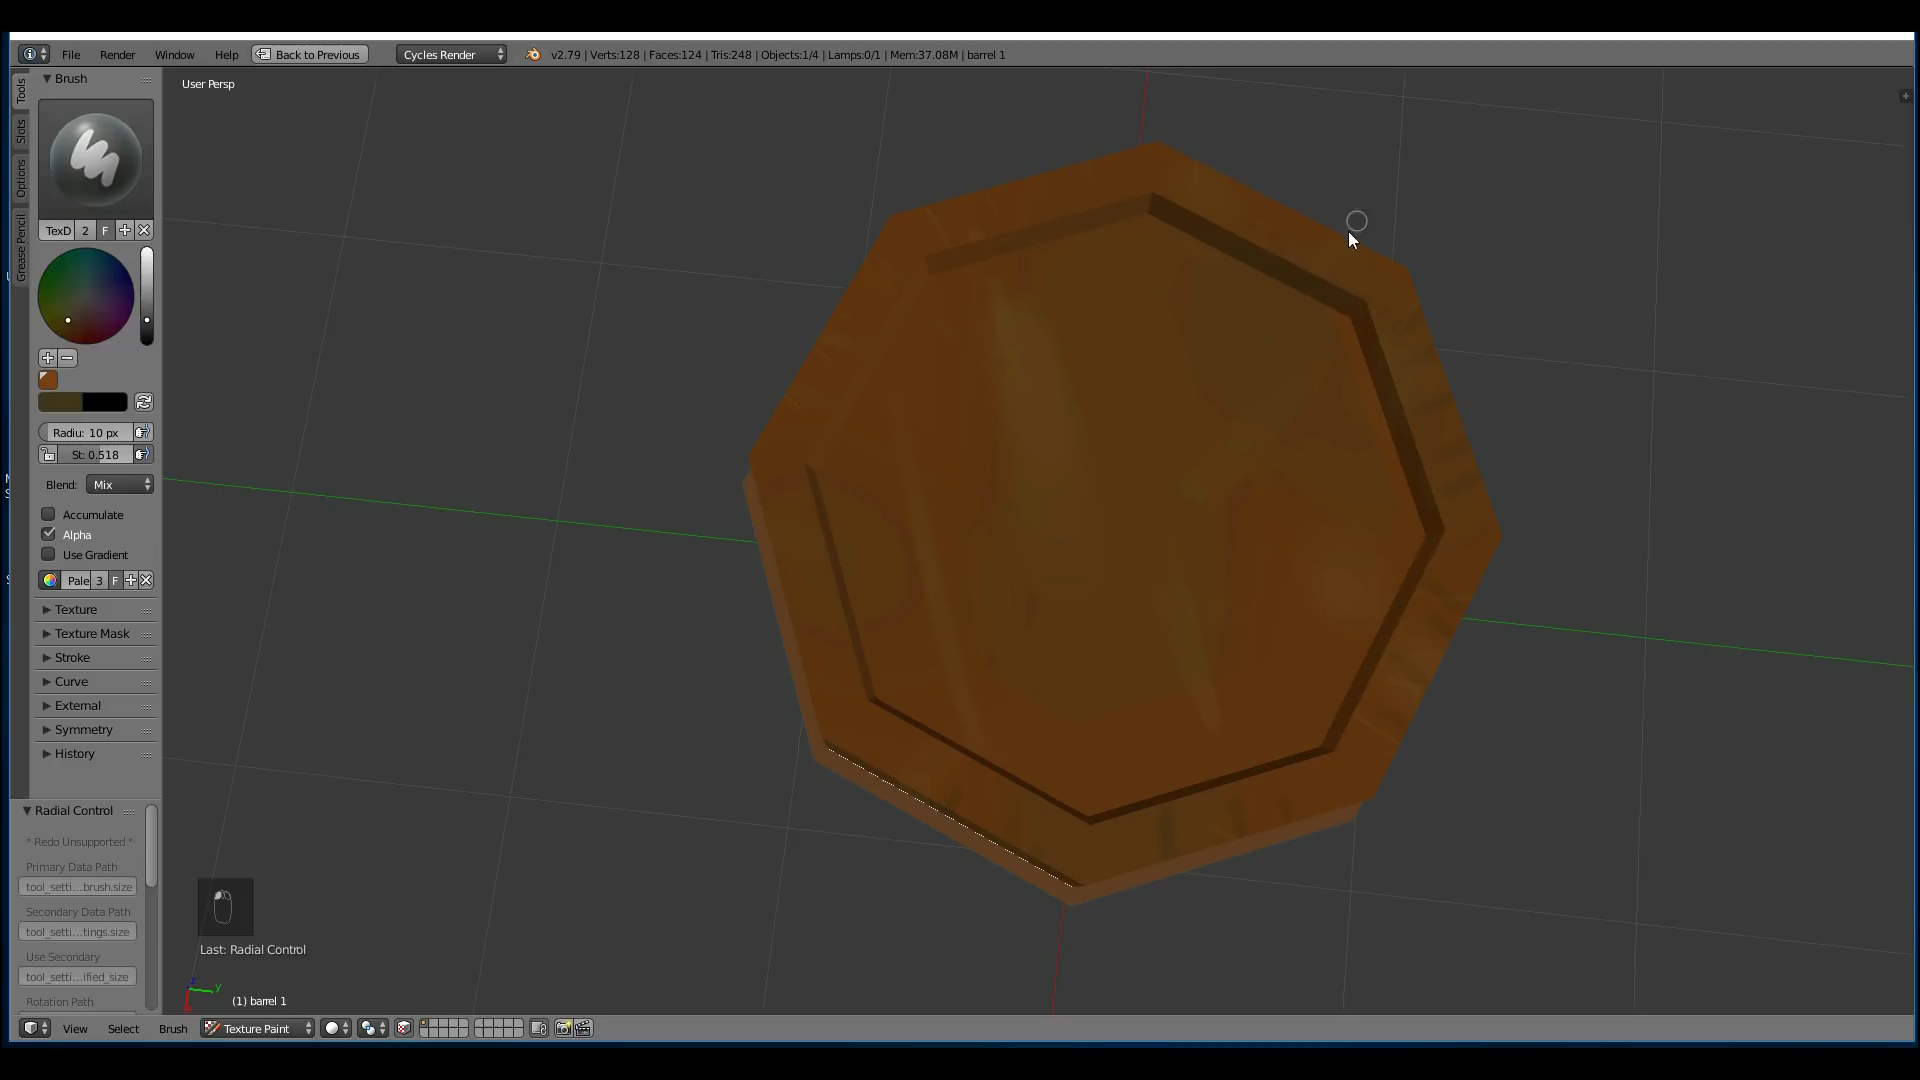 File Render Window Help Back to Previous Cycles Render v2.79 | Verts:128 | Faces:124 | Tris:248 | Objects:1/4 | Lamps:0/1 | Mem:37.08M | barrel 1
Brush
User Persp
Tools
Slots
Options
Grease Pencil
TexD 2 F
Radiu: 10 px
St: 0.518
Blend: Mix
Accumulate
Alpha
Use Gradient
Pale 3 F
Texture
Texture Mask
Stroke
Curve
External
Symmetry
History
Radial Control
* Redo Unsupported *
Primary Data Path
tool_setti...brush.size
Secondary Data Path
tool_setti...tings.size
Use Secondary
tool_setti...ified_size
Rotation Path
Last: Radial Control
y
(1) barrel 1
View Select Brush Texture Paint